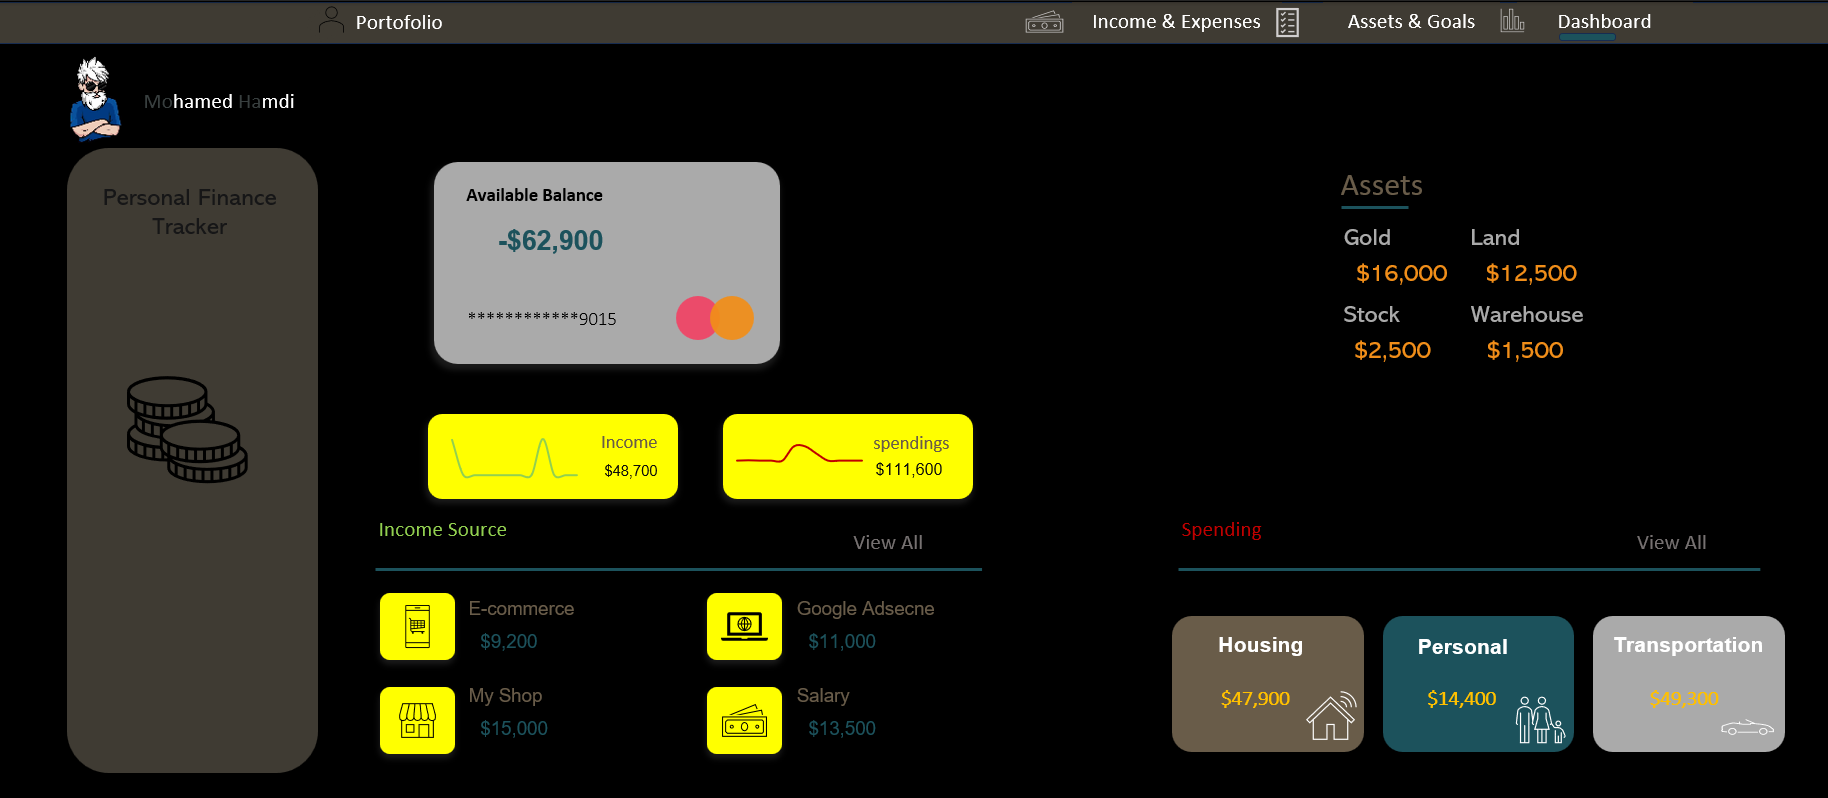 Portofolio
Income & Expenses
Assets & Goals
Dashboard
Mohamed Hamdi
Personal Finance
Tracker
Available Balance
-$62,900
************9015
Assets
Gold
Land
$16,000
$12,500
Stock
Warehouse
$2,500
$1,500
Income
$48,700
spendings
$111,600
Income Source
View All
E-commerce
$9,200
Google Adsecne
$11,000
My Shop
$15,000
Salary
$13,500
Spending
View All
Housing
$47,900
Personal
$14,400
Transportation
$49,300